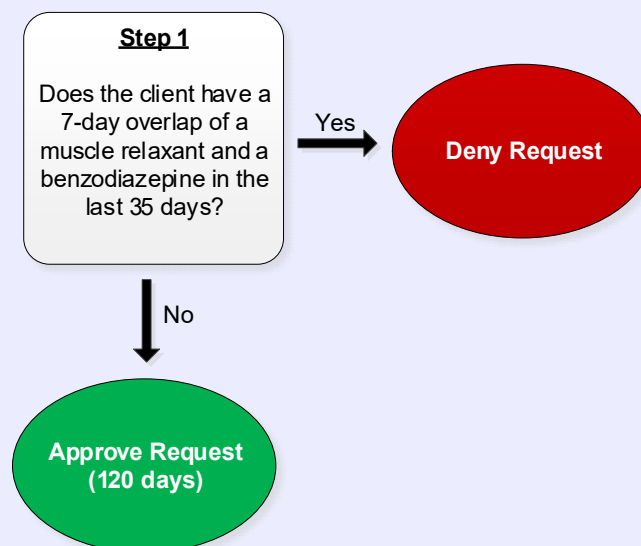 Step 1
Does the client have a
7-day overlap of a
muscle relaxant and a
benzodiazepine in the
last 35 days?
Yes
Deny Request
No
Approve Request
(120 days)